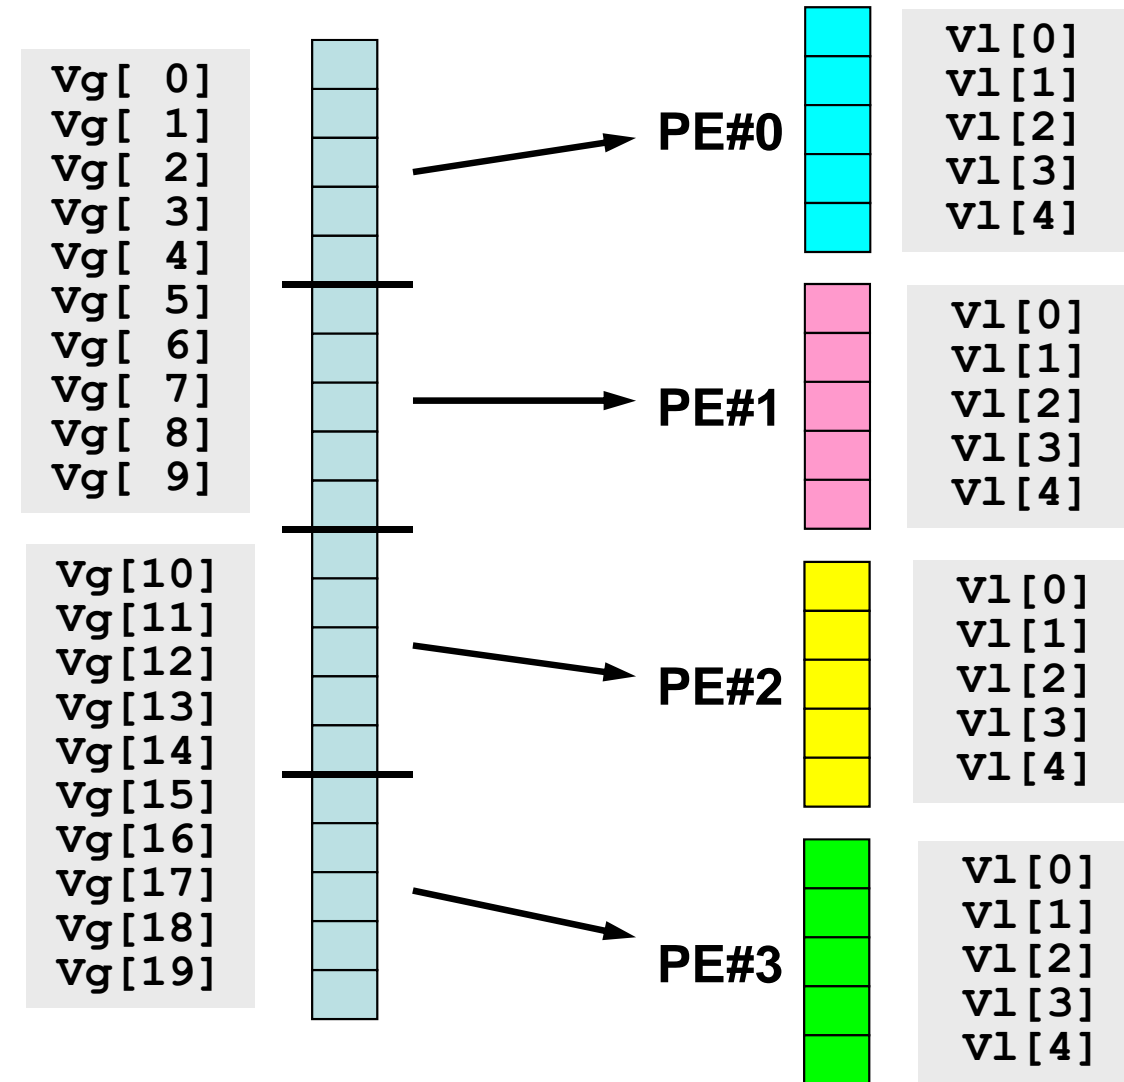 Vg[ 0]
Vg[ 1]
Vg[ 2]
Vg[ 3]
Vg[ 4]
Vg[ 5]
Vg[ 6]
Vg[ 7]
Vg[ 8]
Vg[ 9]
Vg[10]
Vg[11]
Vg[12]
Vg[13]
Vg[14]
Vg[15]
Vg[16]
Vg[17]
Vg[18]
Vg[19]
PE#0
Vl[0]
Vl[1]
Vl[2]
Vl[3]
Vl[4]
PE#1
Vl[0]
Vl[1]
Vl[2]
Vl[3]
Vl[4]
PE#2
Vl[0]
Vl[1]
Vl[2]
Vl[3]
Vl[4]
PE#3
Vl[0]
Vl[1]
Vl[2]
Vl[3]
Vl[4]